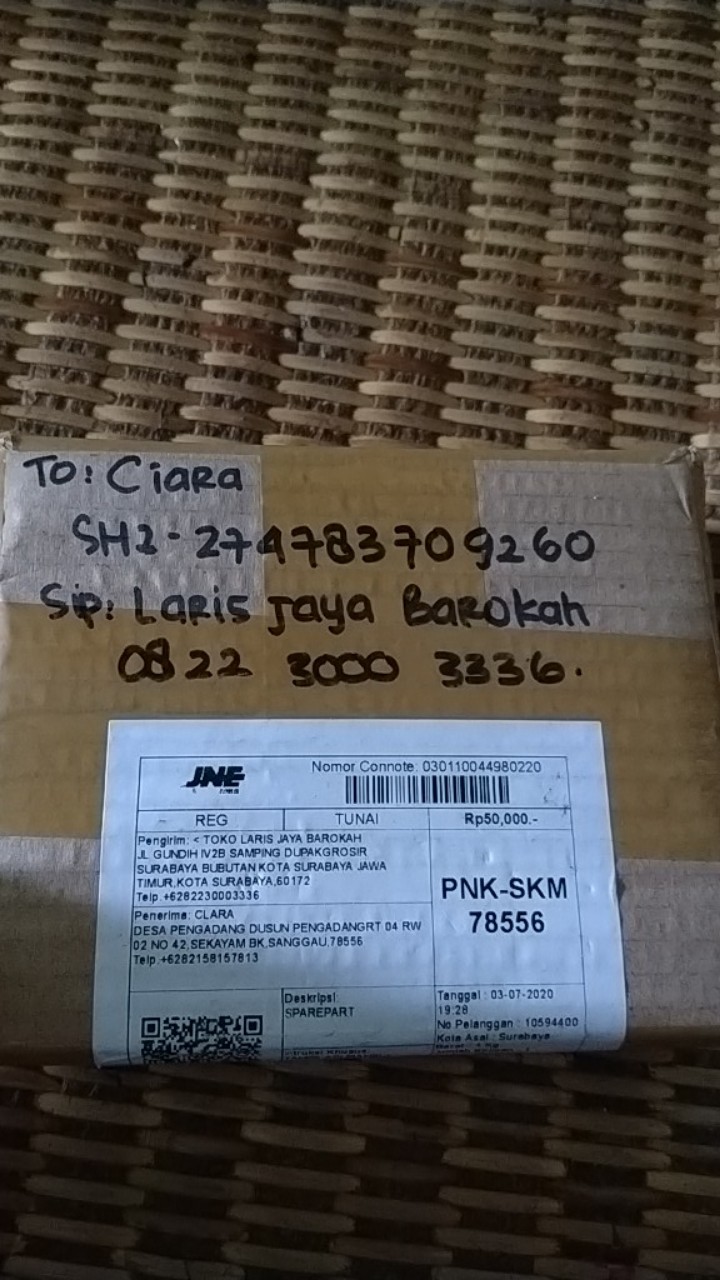 To: Ciara
SH2-2747783709260
Sip: Laris Jaya Barokah
0822 3000 3336.
JNE
Nomor Connote: 030110044980220
REG TUNAI Rp50,000.-
Pengirim: < TOKO LARIS JAYA BAROKAH
JL GUNDIH IV2B SAMPING DUPAKGROSIR
SURABAYA BUBUTAN KOTA SURABAYA JAWA
TIMUR,KOTA SURABAYA,60172
Telp.+6282230003336
Penerima: CLARA
DESA PENGADANG DUSUN PENGADANGRT 04 RW
02 NO 42,SEKAYAM BK,SANGGAU,78556
Telp.+6282158157813
PNK-SKM
78556
Deskripsi:
SPAREPART
Tanggal : 03-07-2020
19:28
No Pelanggan : 10594400
Kota Asal : Surabaya